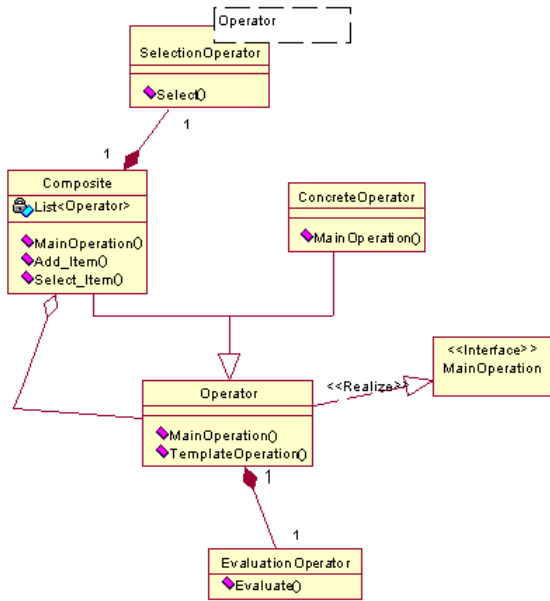 Operator
SelectionOperator
Select()
1
1
Composite
List<Operator>
MainOperation()
Add_Item()
Select_Item()
ConcreteOperator
MainOperation()
<<Interface>>
MainOperation
<<Realize>>
Operator
MainOperation()
TemplateOperation()
1
1
EvaluationOperator
Evaluate()